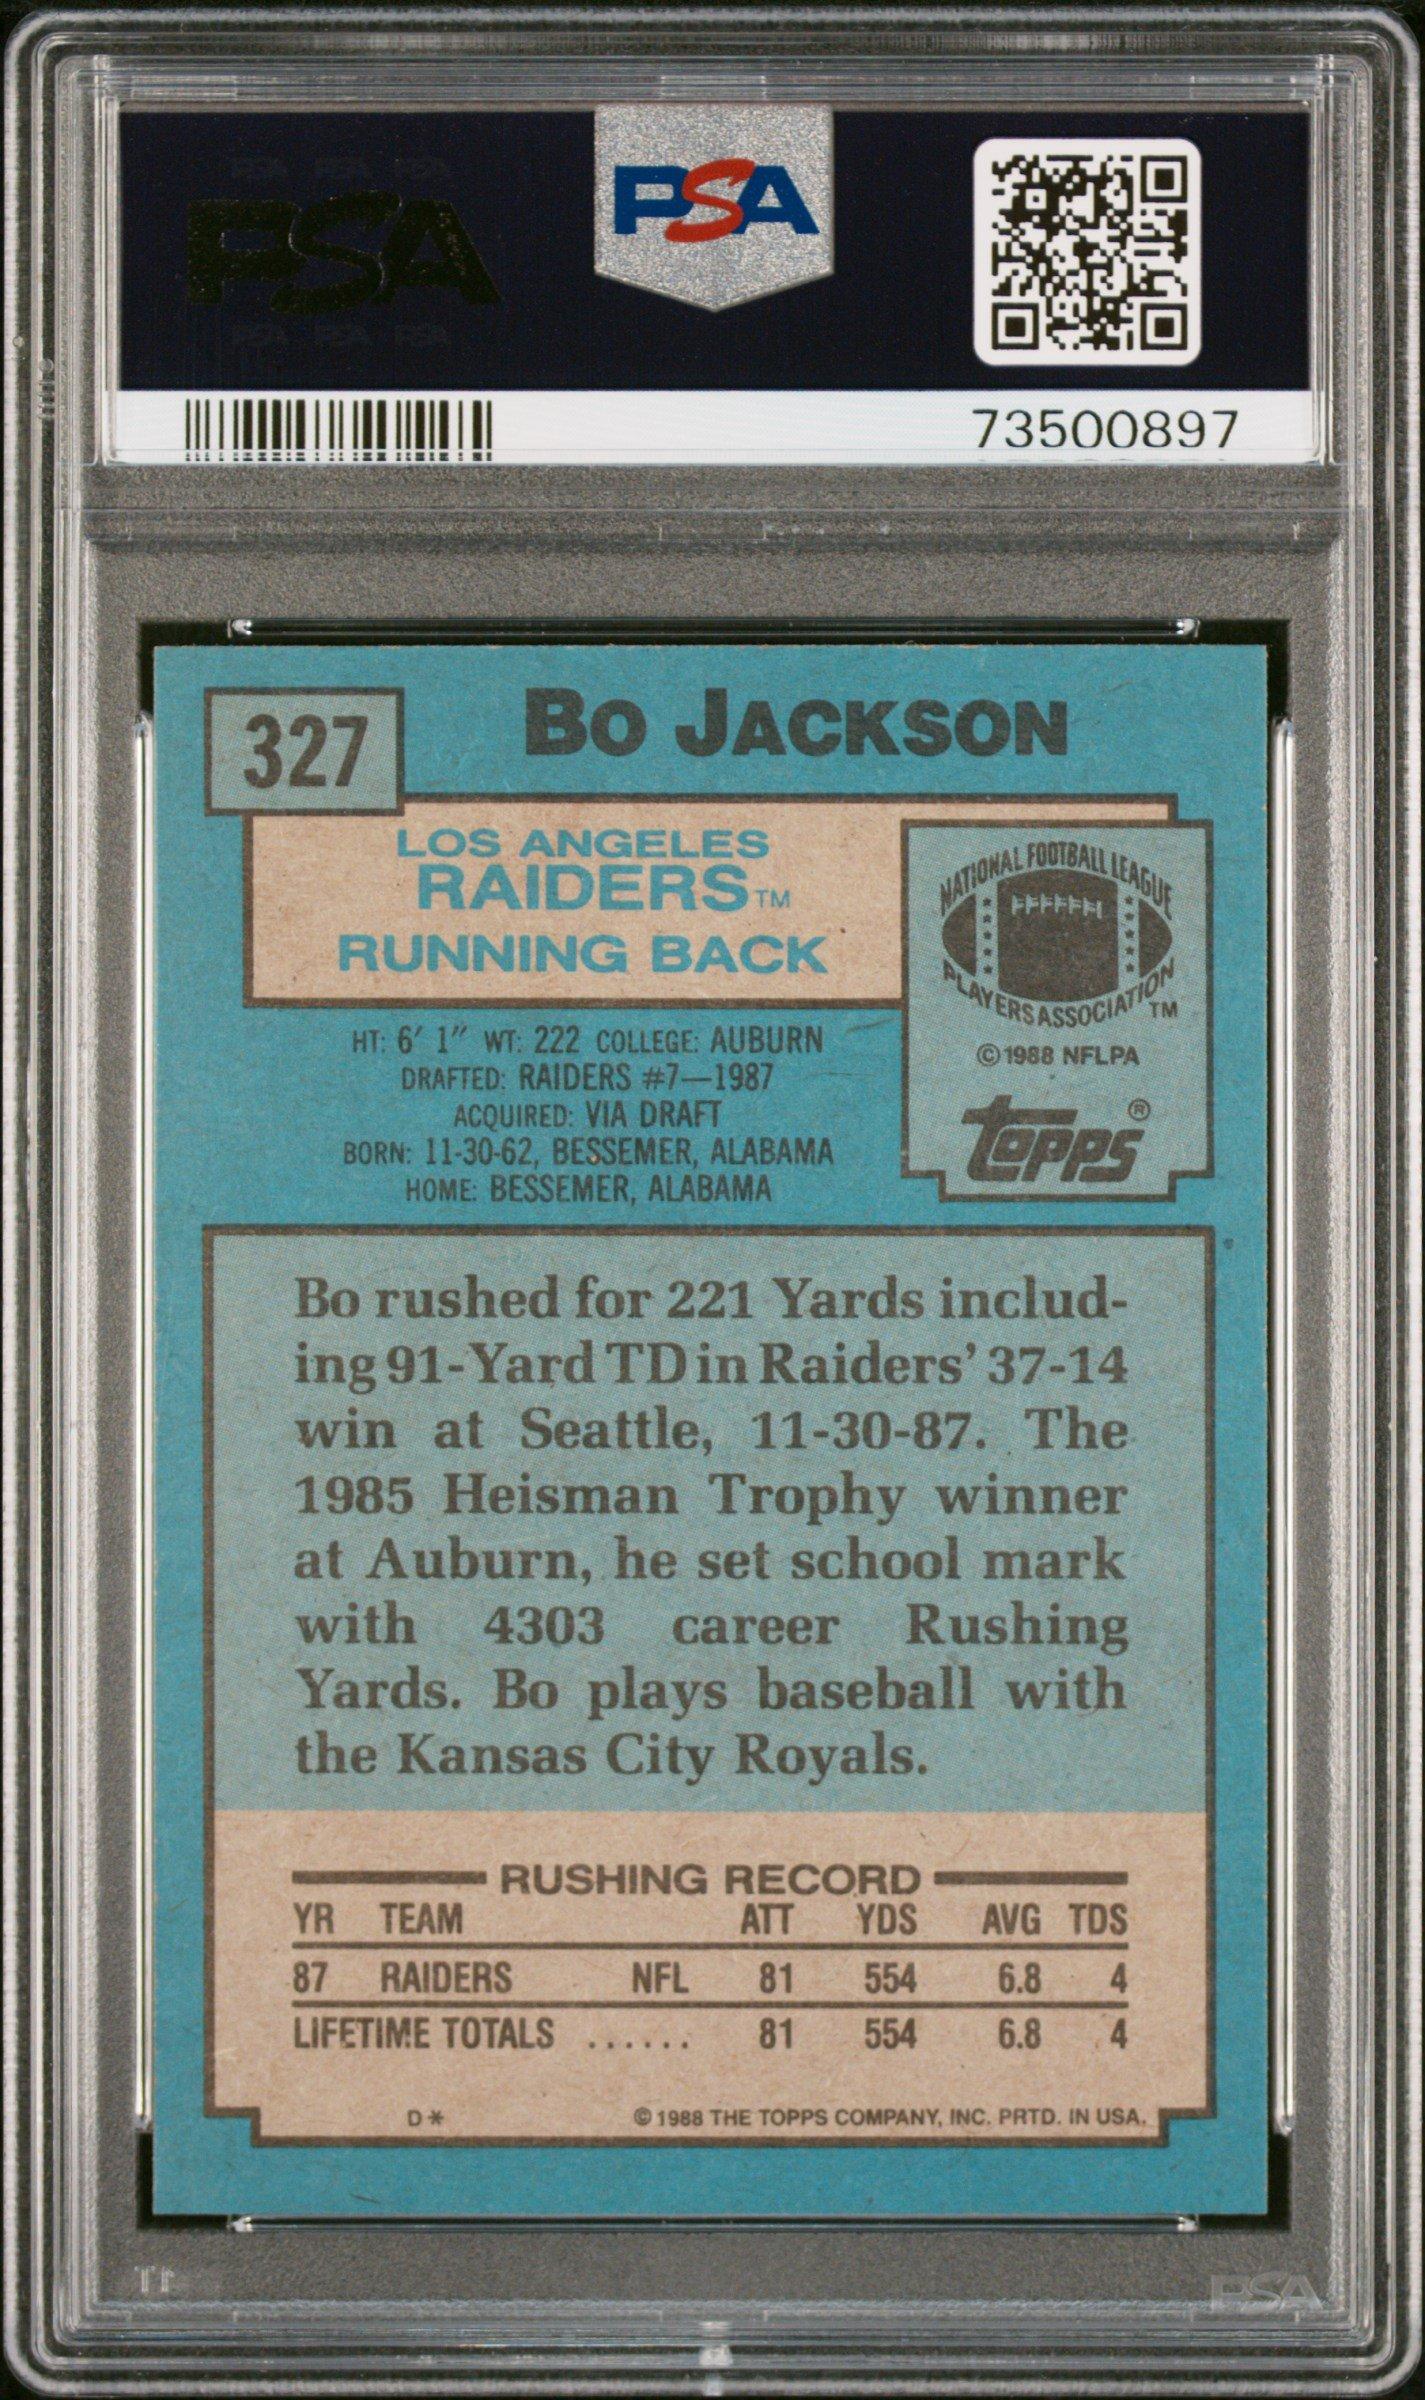 PSA PSA PSA
PSA
PSA PSA PSA
PSA
73500897
327
BO JACKSON
LOS ANGELES
RAIDERS™
RUNNING BACK
NATIONAL FOOTBALL LEAGUE
PLAYERS ASSOCIATION™
©1988 NFLPA
topps®
HT: 6' 1" WT: 222 COLLEGE: AUBURN
DRAFTED: RAIDERS #7—1987
ACQUIRED: VIA DRAFT
BORN: 11-30-62, BESSEMER, ALABAMA
HOME: BESSEMER, ALABAMA
Bo rushed for 221 Yards includ-
ing 91-Yard TD in Raiders' 37-14
win at Seattle, 11-30-87. The
1985 Heisman Trophy winner
at Auburn, he set school mark
with 4303 career Rushing
Yards. Bo plays baseball with
the Kansas City Royals.
RUSHING RECORD
YR TEAM ATT YDS AVG TDS
87 RAIDERS NFL 81 554 6.8 4
LIFETIME TOTALS ...... 81 554 6.8 4
D* © 1988 THE TOPPS COMPANY, INC. PRTD. IN USA.
PSA